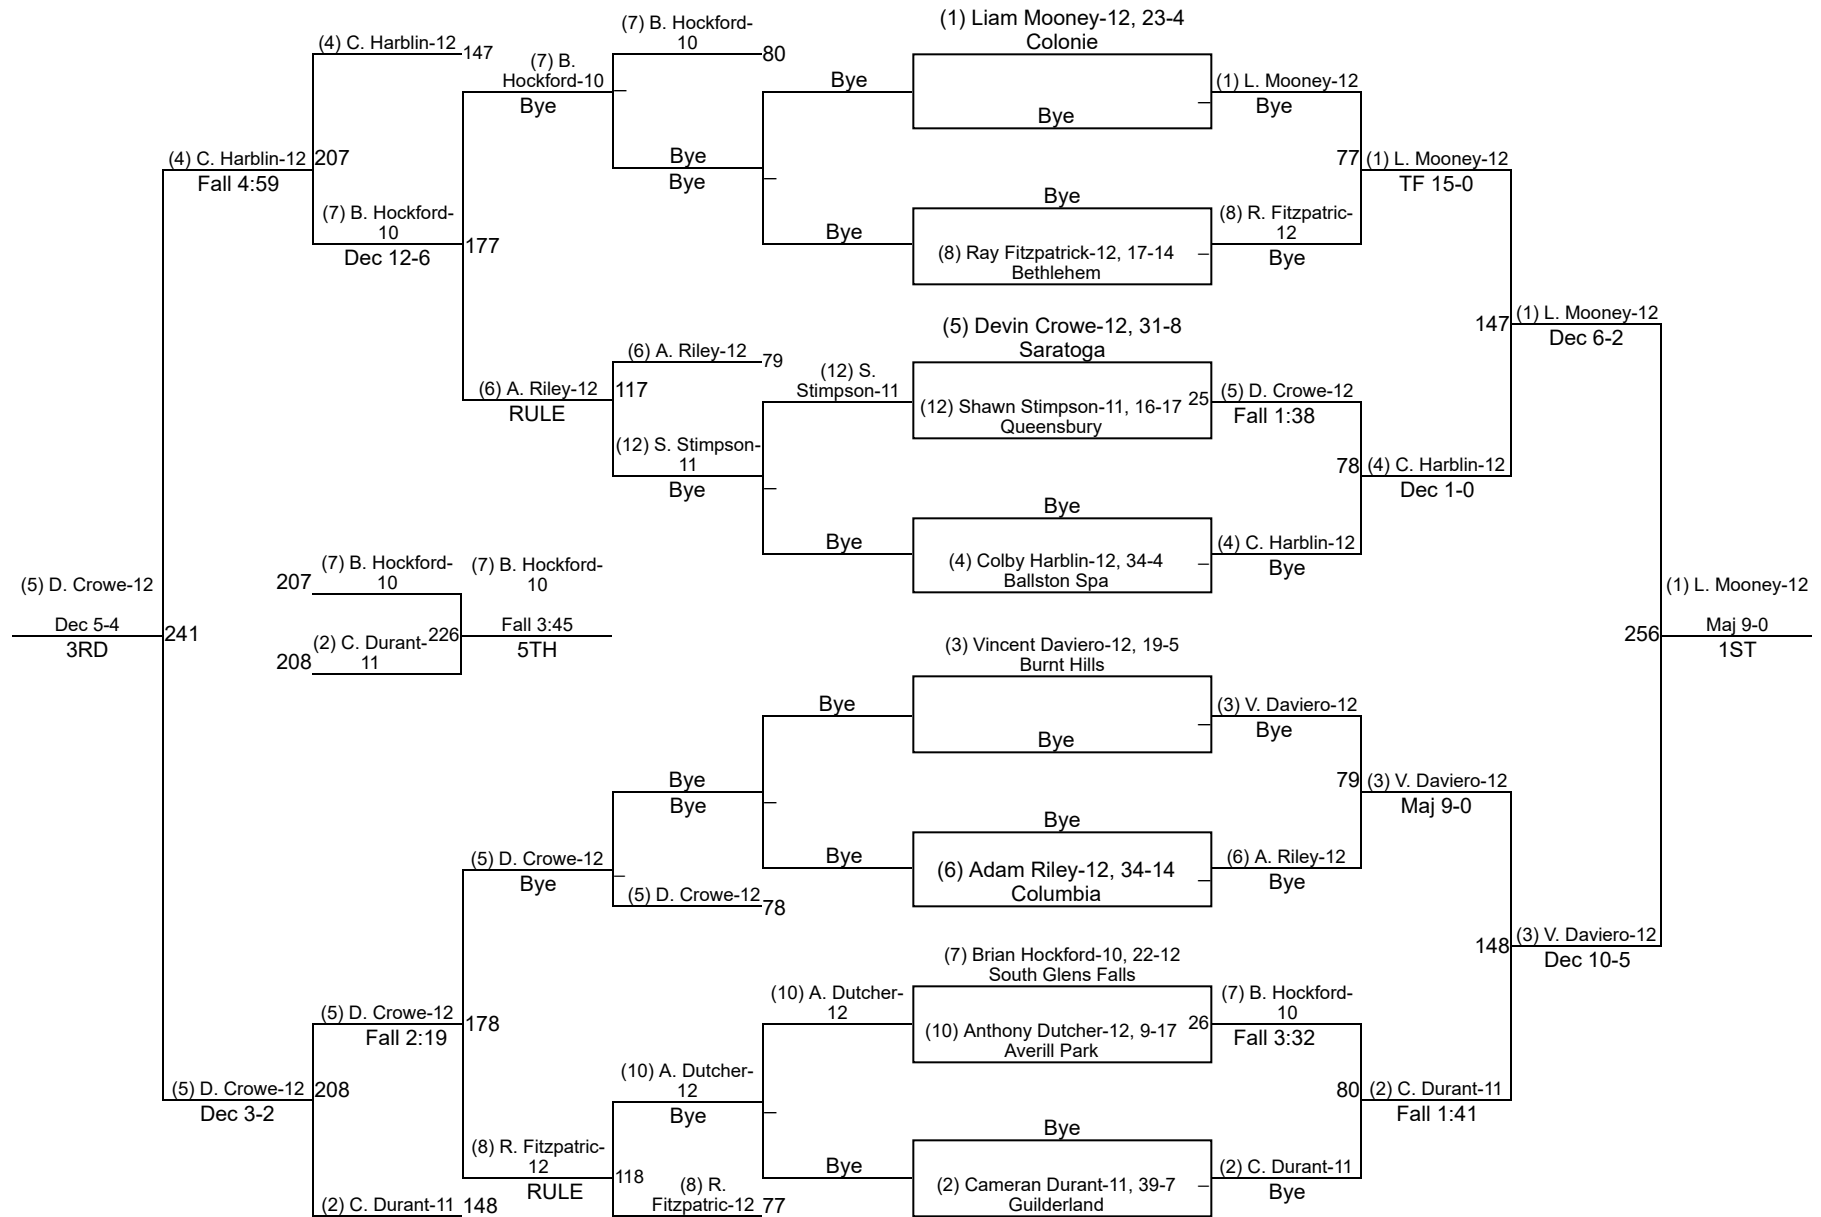 (1) Liam Mooney-12, 23-4
Colonie
(7) B. Hockford-
10
80
(4) C. Harblin-12
147
(7) B.
Hockford-10
Bye
Bye
(1) L. Mooney-12
Bye
Bye
Bye
Bye
(4) C. Harblin-12
207
Fall 4:59
77
(1) L. Mooney-12
TF 15-0
Bye
(7) B. Hockford-
10
177
Dec 12-6
Bye
(8) Ray Fitzpatrick-12, 17-14
Bethlehem
(8) R. Fitzpatric-
12
Bye
(5) Devin Crowe-12, 31-8
Saratoga
147
(1) L. Mooney-12
Dec 6-2
(6) A. Riley-12
79
(6) A. Riley-12
117
RULE
(12) S.
Stimpson-11
(12) Shawn Stimpson-11, 16-17
25
Queensbury
(5) D. Crowe-12
Fall 1:38
(12) S. Stimpson-
11
Bye
78
(4) C. Harblin-12
Dec 1-0
Bye
Bye
(4) Colby Harblin-12, 34-4
Ballston Spa
(4) C. Harblin-12
Bye
(5) D. Crowe-12
Dec 5-4
3RD
241
207
(7) B. Hockford-
10
(7) B. Hockford-
10
208
(2) C. Durant-
11
226
Fall 3:45
5TH
(1) L. Mooney-12
256
Maj 9-0
1ST
(3) Vincent Daviero-12, 19-5
Burnt Hills
Bye
Bye
(3) V. Daviero-12
Bye
Bye
Bye
79
(3) V. Daviero-12
Maj 9-0
Bye
(5) D. Crowe-12
Bye
Bye
(6) Adam Riley-12, 34-14
Columbia
(6) A. Riley-12
Bye
(5) D. Crowe-12
78
148
(3) V. Daviero-12
Dec 10-5
(7) Brian Hockford-10, 22-12
South Glens Falls
(10) A. Dutcher-
12
(10) Anthony Dutcher-12, 9-17
26
Averill Park
(7) B. Hockford-
10
Fall 3:32
(5) D. Crowe-12
178
Fall 2:19
(10) A. Dutcher-
12
Bye
(5) D. Crowe-12
208
Dec 3-2
80
(2) C. Durant-11
Fall 1:41
Bye
(8) R. Fitzpatric-
12
RULE
118
Bye
(2) Cameran Durant-11, 39-7
Guilderland
(2) C. Durant-11
Bye
(2) C. Durant-11
148
(8) R.
Fitzpatric-12
77